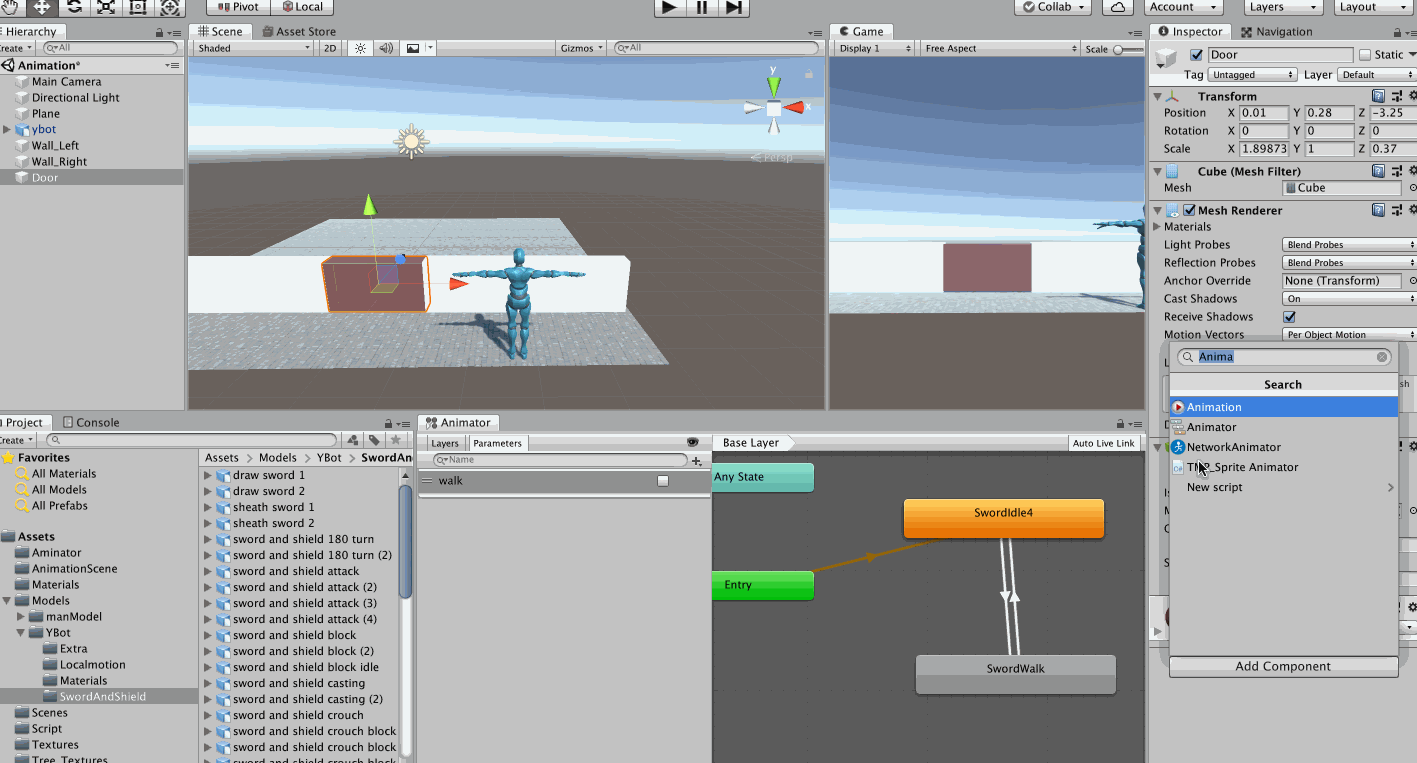 Pivot Local Collab Account Layers Layout
Hierarchy
Create All
Animation*
Main Camera
Directional Light
Plane
ybot
Wall_Left
Wall_Right
Door
Scene Asset Store
Shaded 2D Gizmos All
y
x
Persp
Game
Display 1 Free Aspect Scale
Inspector Navigation
Door Static
Tag Untagged Layer Default
Transform
Position X 0.01 Y 0.28 Z -3.25
Rotation X 0 Y 0 Z 0
Scale X 1.89873 Y 1 Z 0.37
Cube (Mesh Filter)
Mesh Cube
Mesh Renderer
Materials
Light Probes Blend Probes
Reflection Probes Blend Probes
Anchor Override None (Transform)
Cast Shadows On
Receive Shadows
Motion Vectors Per Object Motion
Anima
Search
Animation
Animator
NetworkAnimator
TMP_Sprite Animator
New script
Add Component
Project Console
Create
Favorites
All Materials
All Models
All Prefabs
Assets
Aminator
AnimationScene
Materials
Models
manModel
YBot
Extra
Localmotion
Materials
SwordAndShield
Scenes
Script
Textures
Tree_Textures
Assets Models YBot SwordAn
draw sword 1
draw sword 2
sheath sword 1
sheath sword 2
sword and shield 180 turn
sword and shield 180 turn (2)
sword and shield attack
sword and shield attack (2)
sword and shield attack (3)
sword and shield attack (4)
sword and shield block
sword and shield block (2)
sword and shield block idle
sword and shield casting
sword and shield casting (2)
sword and shield crouch
sword and shield crouch block
sword and shield crouch block
sword and shield crouch block
Animator
Layers Parameters
Name
walk
Base Layer Auto Live Link
Any State
SwordIdle4
Entry
SwordWalk